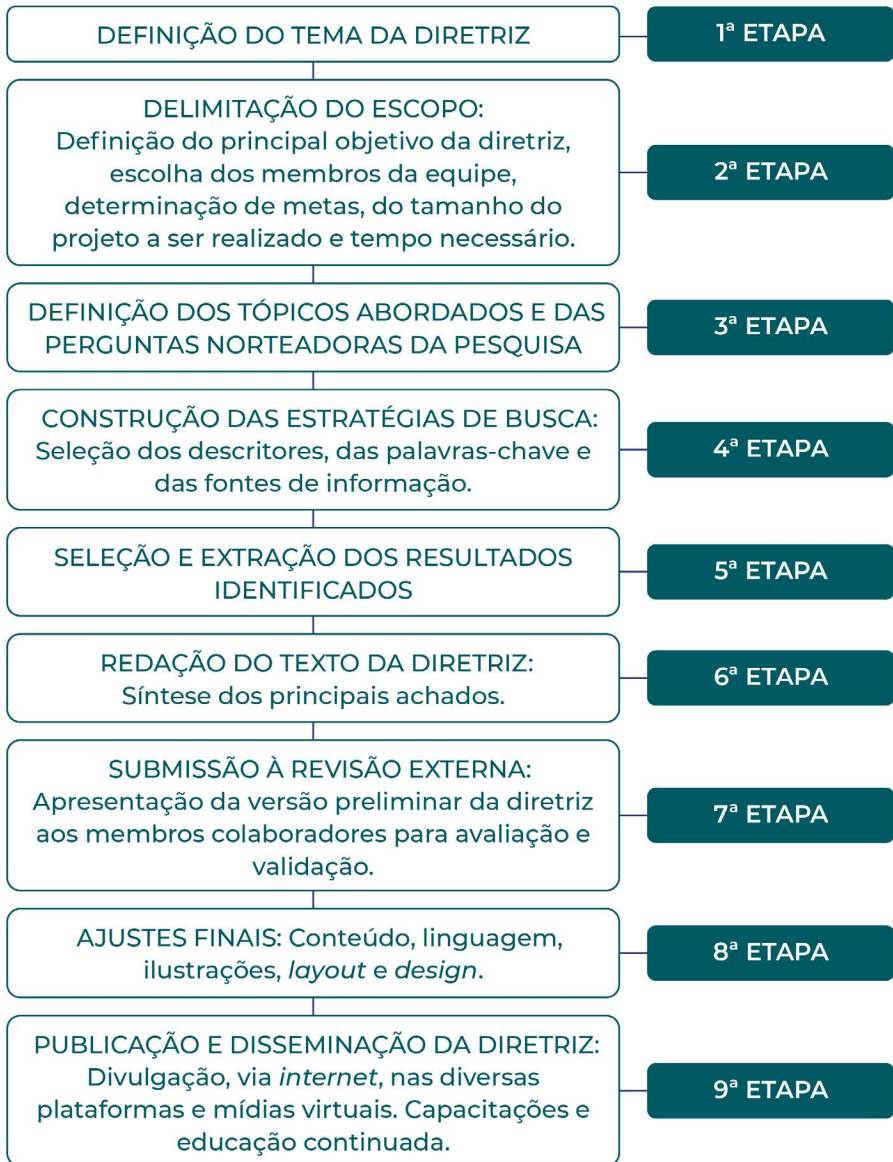 DEFINIÇÃO DO TEMA DA DIRETRIZ
1ª ETAPA
DELIMITAÇÃO DO ESCOPO:
Definição do principal objetivo da diretriz,
escolha dos membros da equipe,
determinação de metas, do tamanho do
projeto a ser realizado e tempo necessário.
2ª ETAPA
DEFINIÇÃO DOS TÓPICOS ABORDADOS E DAS
PERGUNTAS NORTEADORAS DA PESQUISA
3ª ETAPA
CONSTRUÇÃO DAS ESTRATÉGIAS DE BUSCA:
Seleção dos descritores, das palavras-chave e
das fontes de informação.
4ª ETAPA
SELEÇÃO E EXTRAÇÃO DOS RESULTADOS
IDENTIFICADOS
5ª ETAPA
REDAÇÃO DO TEXTO DA DIRETRIZ:
Síntese dos principais achados.
6ª ETAPA
SUBMISSÃO À REVISÃO EXTERNA:
Apresentação da versão preliminar da diretriz
aos membros colaboradores para avaliação e
validação.
7ª ETAPA
AJUSTES FINAIS: Conteúdo, linguagem,
ilustrações, layout e design.
8ª ETAPA
PUBLICAÇÃO E DISSEMINAÇÃO DA DIRETRIZ:
Divulgação, via internet, nas diversas
plataformas e mídias virtuais. Capacitações e
educação continuada.
9ª ETAPA